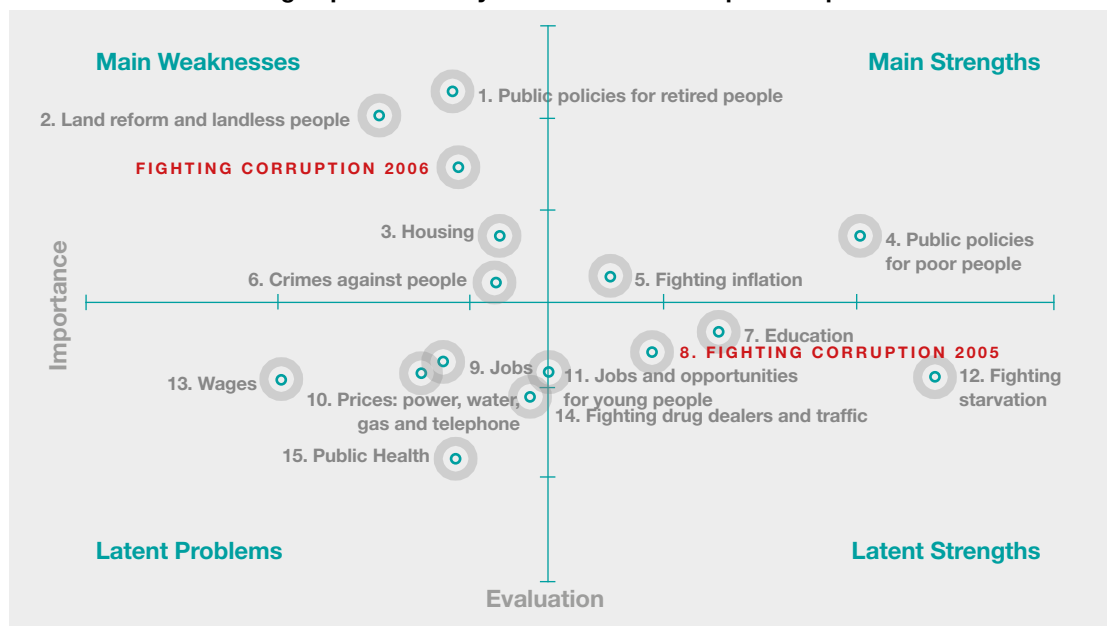 Main Weaknesses
Main Strengths
1. Public policies for retired people
2. Land reform and landless people
FIGHTING CORRUPTION 2006
3. Housing
4. Public policies
for poor people
6. Crimes against people
5. Fighting inflation
Importance
7. Education
8. FIGHTING CORRUPTION 2005
9. Jobs
11. Jobs and opportunities
for young people
12. Fighting
starvation
13. Wages
10. Prices: power, water,
gas and telephone
14. Fighting drug dealers and traffic
15. Public Health
Latent Problems
Latent Strengths
Evaluation